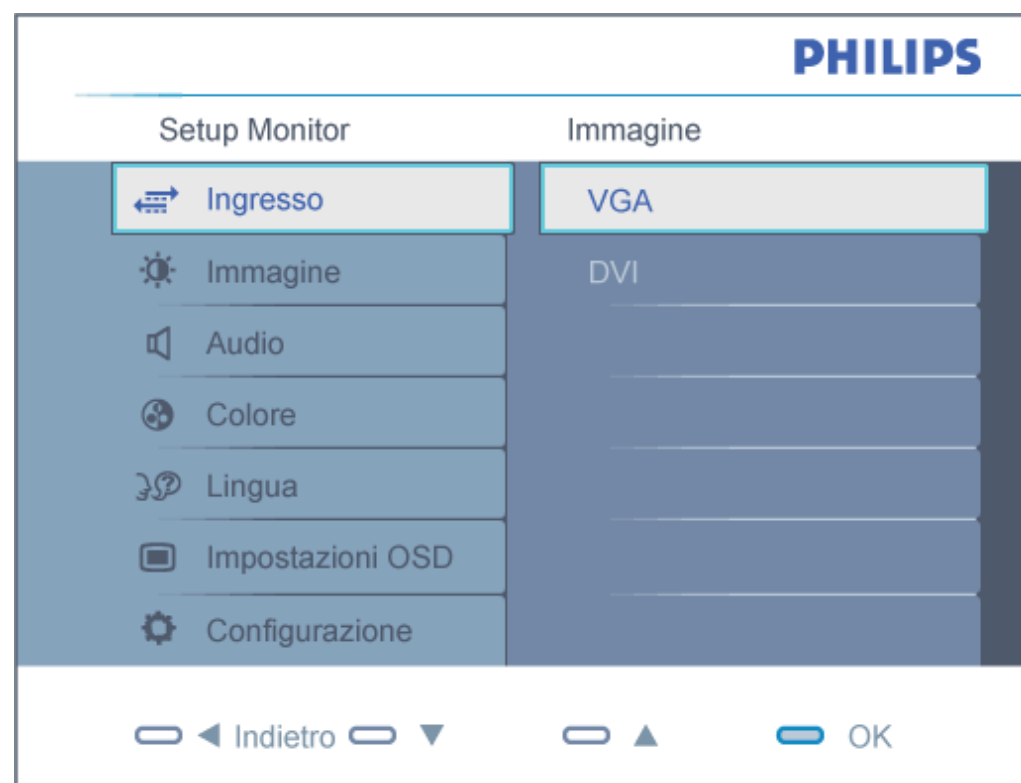 PHILIPS
Setup Monitor Immagine
Ingresso VGA
Immagine DVI
Audio
Colore
Lingua
Impostazioni OSD
Configurazione
Indietro OK